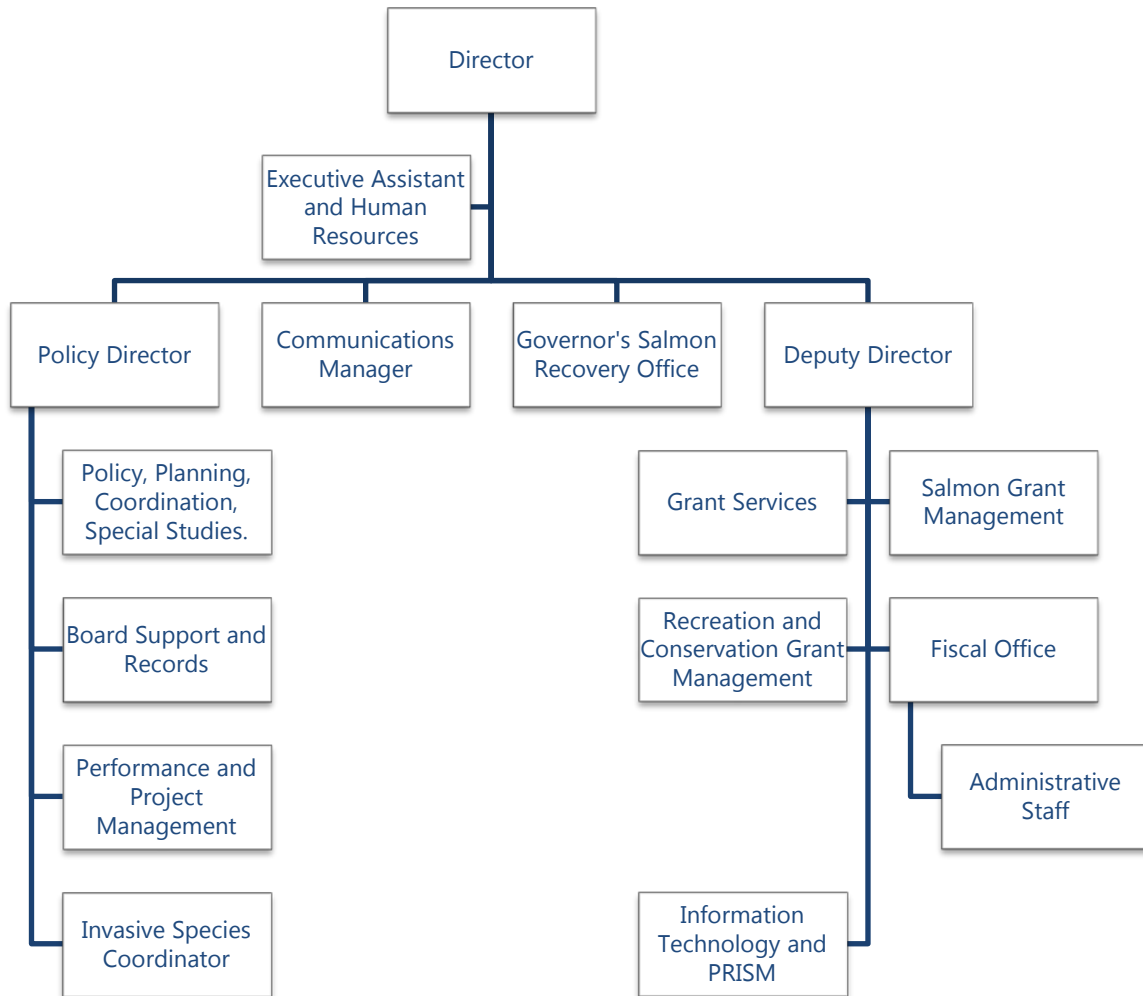 Director
Executive Assistant
and Human
Resources
Policy Director
Communications
Manager
Governor's Salmon
Recovery Office
Deputy Director
Policy, Planning,
Coordination,
Special Studies.
Grant Services
Salmon Grant
Management
Board Support and
Records
Recreation and
Conservation Grant
Management
Fiscal Office
Performance and
Project
Management
Administrative
Staff
Invasive Species
Coordinator
Information
Technology and
PRISM